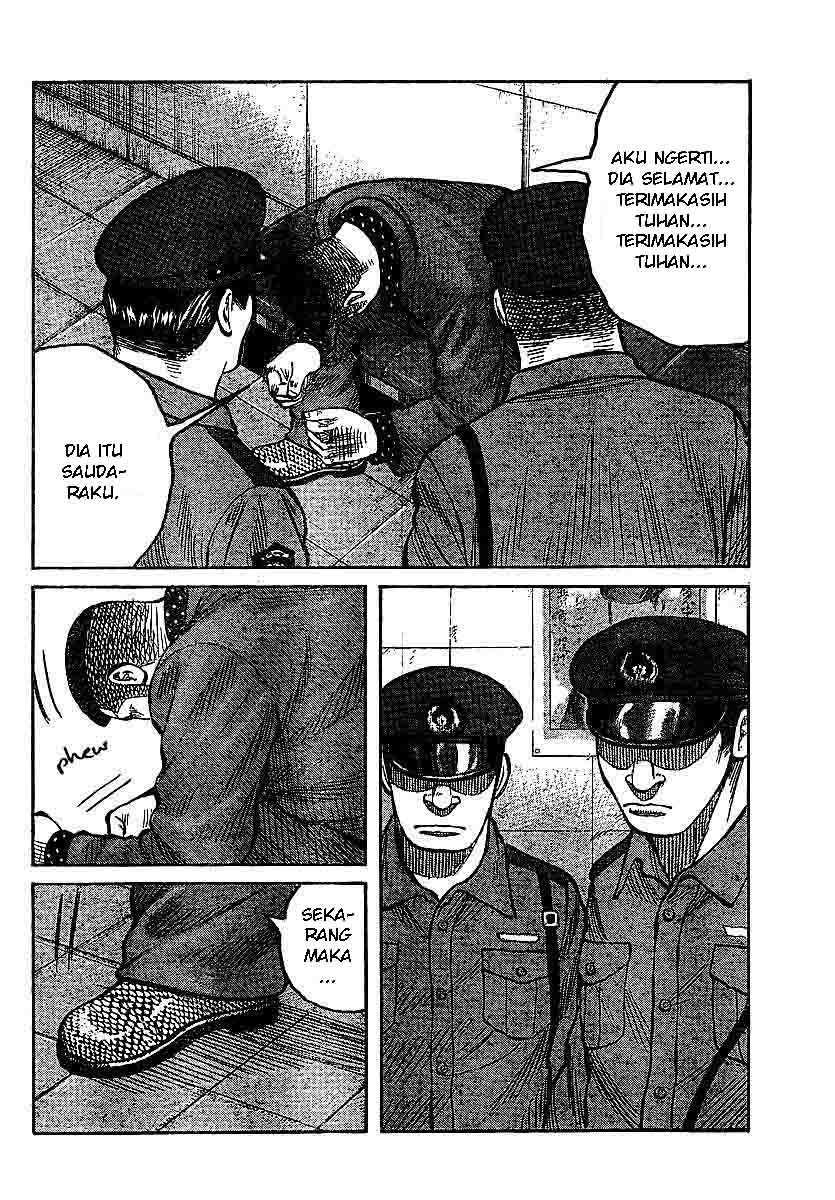 AKU NGERTI...
DIA SELAMAT...
TERIMAKASIH
TUHAN...
TERIMAKASIH
TUHAN...
DIA ITU
SAUDA-
RAKU.
phew
SEKA-
RANG
MAKA
...